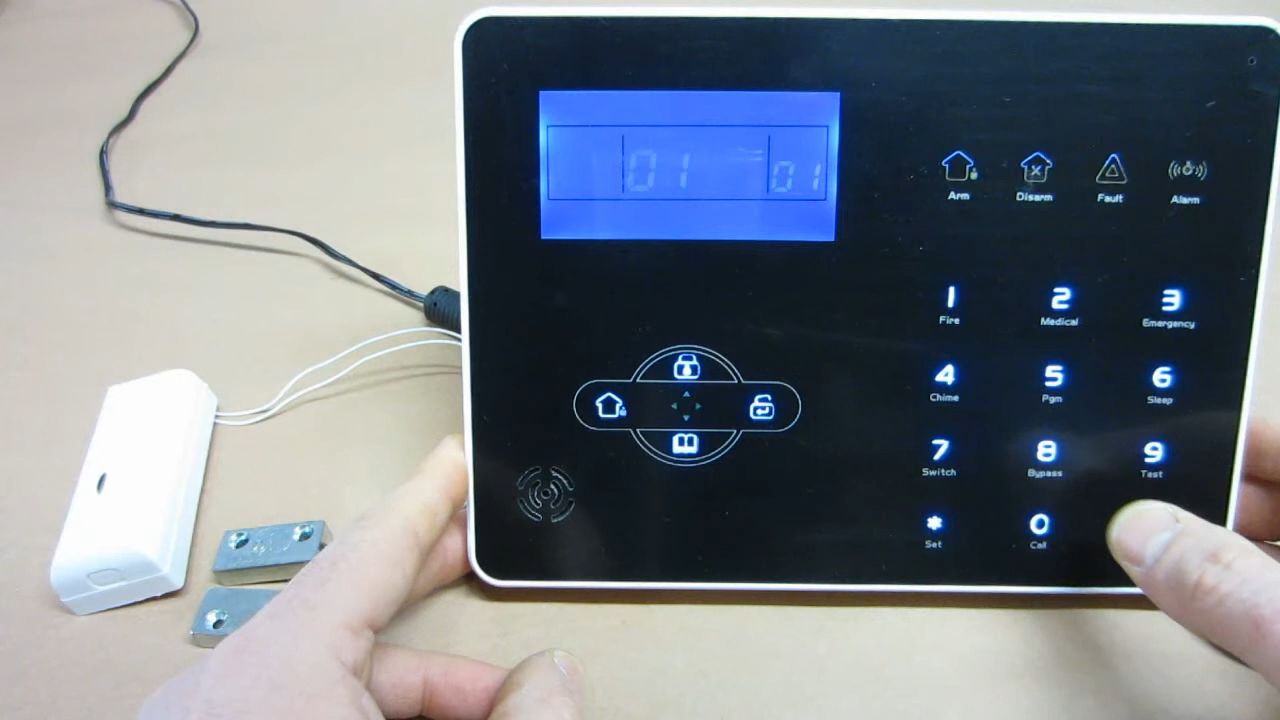 01 01
Arm Disarm Fault Alarm
1 2 3
Fire Medical Emergency
4 5 6
Chime Pgm Sleep
7 8 9
Switch Bypass Test
* 0
Set Call